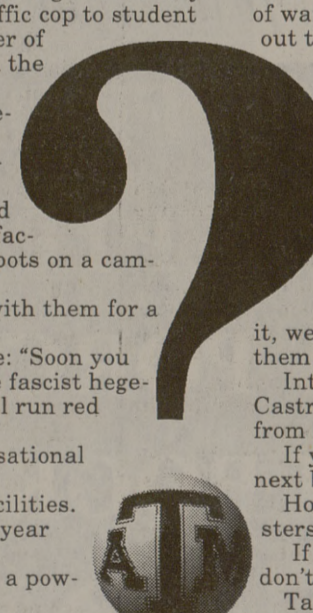 ffic cop to student
er of
the
e-
d
fac-
oots on a cam-
with them for a
e: “Soon you
e fascist hege-
l run red
sational
cilities.
year
a pow-
?
ATM
of wa
out t
it, we
them
Int
Castr
from
If y
next b
Ho
sters
If
don't
Ta